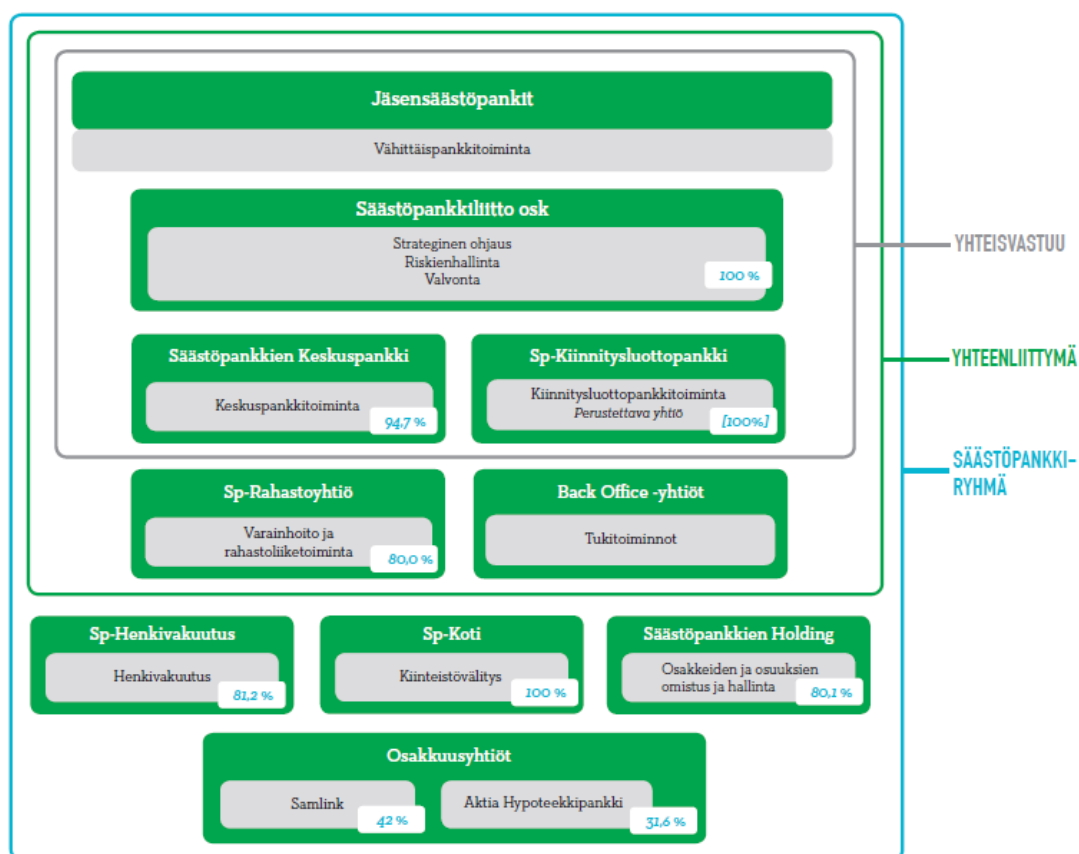 Jäsensäästöpankit
Vähittäispankkitoiminta
Säästöpankkiliitto osk
Strateginen ohjaus
Riskienhallinta
Valvonta
100 %
YHTEISVASTUU
Säästöpankkien Keskuspankki
Keskuspankkitoiminta
94,7 %
Sp-Kiinnitysluottopankki
Kiinnitysluottopankkitoiminta
Perustettava yhtiö
[100%]
YHTEENLIITTYMÄ
SÄÄSTÖPANKKI-
RYHMÄ
Sp-Rahastoyhtiö
Varainhoito ja
rahastoliiketoiminta
80,0 %
Back Office -yhtiöt
Tukitoiminnot
Sp-Henkivakuutus
Henkivakuutus
81,2 %
Sp-Koti
Kiinteistövälitys
100 %
Säästöpankkien Holding
Osakkeiden ja osuuksien
omistus ja hallinta
80,1 %
Osakkuusyhtiöt
Samlink
42 %
Aktia Hypoteekkipankki
31,6 %